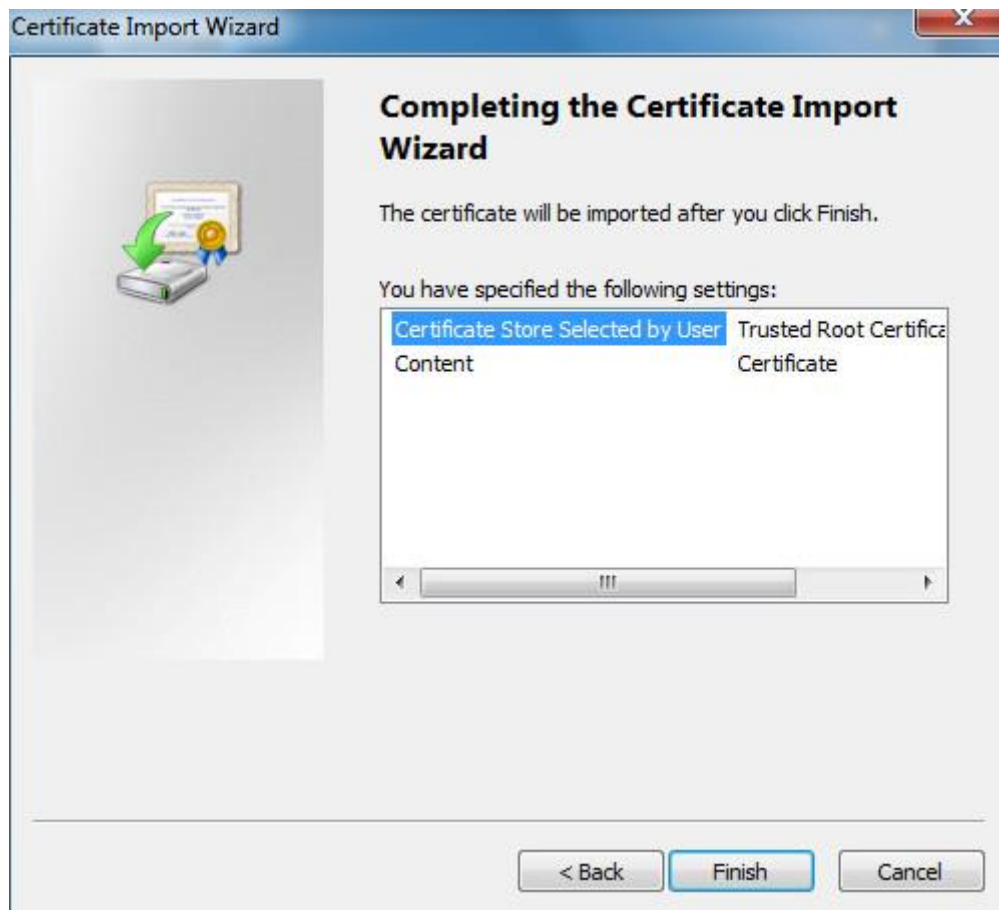 Certificate Import Wizard
Completing the Certificate Import
Wizard
The certificate will be imported after you click Finish.
You have specified the following settings:
Certificate Store Selected by User Trusted Root Certifica
Content Certificate
< Back Finish Cancel